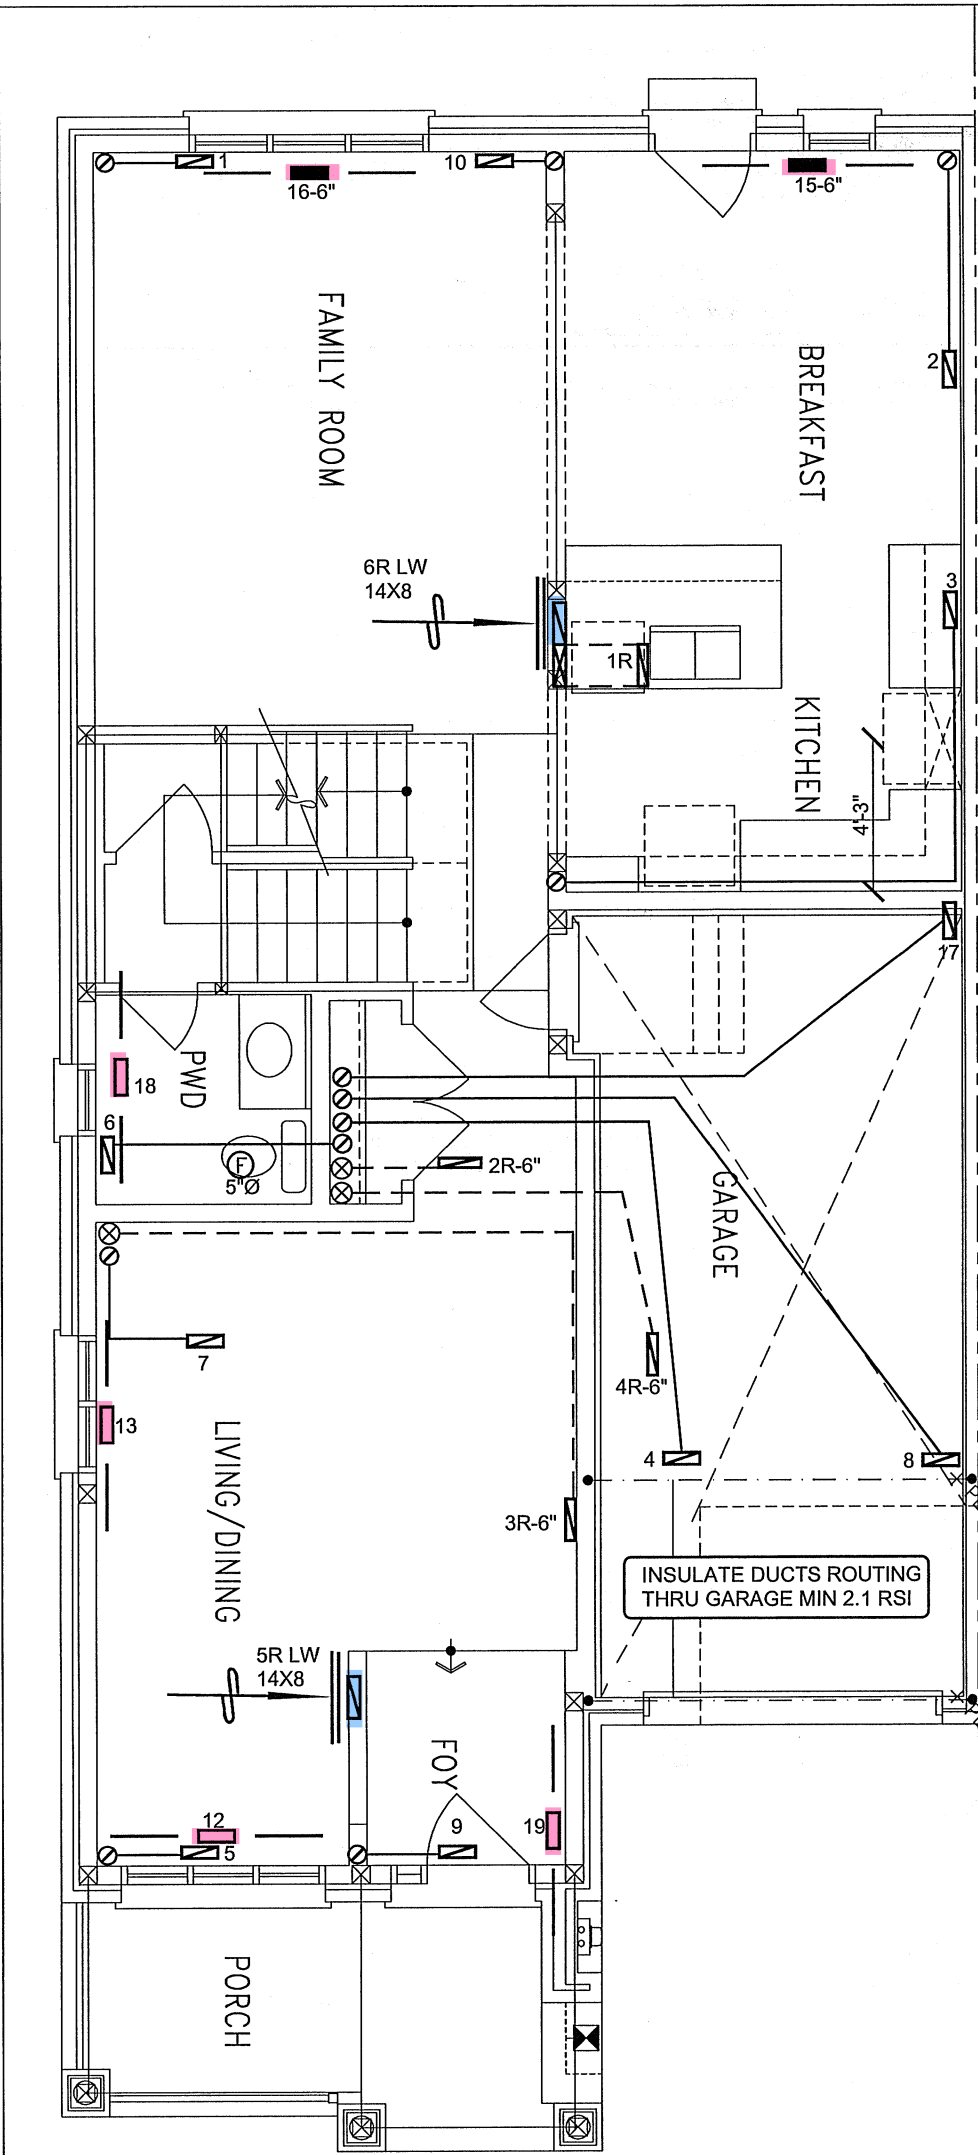 1
16-6"
10
15-6"
FAMILY ROOM
BREAKFAST
2
6R LW
14X8
1R
3
KITCHEN
4'-3"
17
PWD
18
6
F
5"Ø
2R-6"
GARAGE
7
4R-6"
13
4
8
LIVING/DINING
3R-6"
INSULATE DUCTS ROUTING
THRU GARAGE MIN 2.1 RSI
5R LW
14X8
FOY
12
5
9
19
PORCH